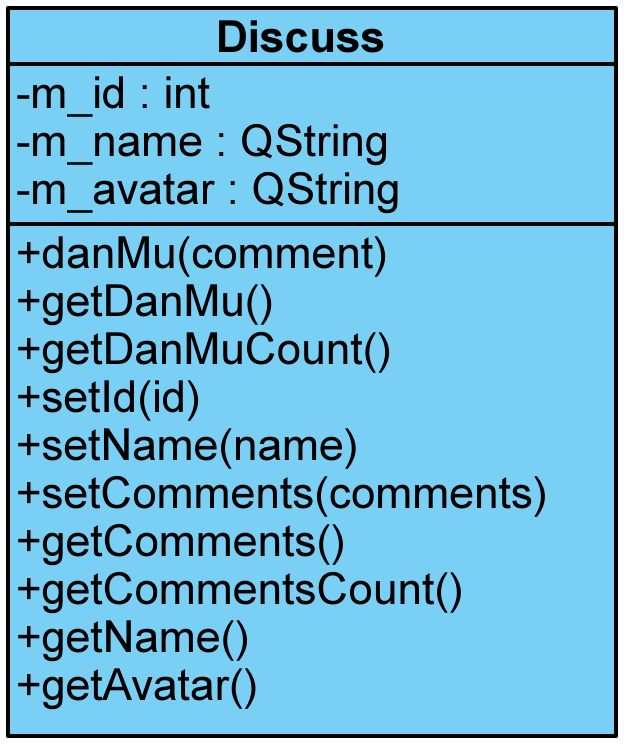 Discuss
-m_id : int
-m_name : QString
-m_avatar : QString
+danMu(comment)
+getDanMu()
+getDanMuCount()
+setId(id)
+setName(name)
+setComments(comments)
+getComments()
+getCommentsCount()
+getName()
+getAvatar()